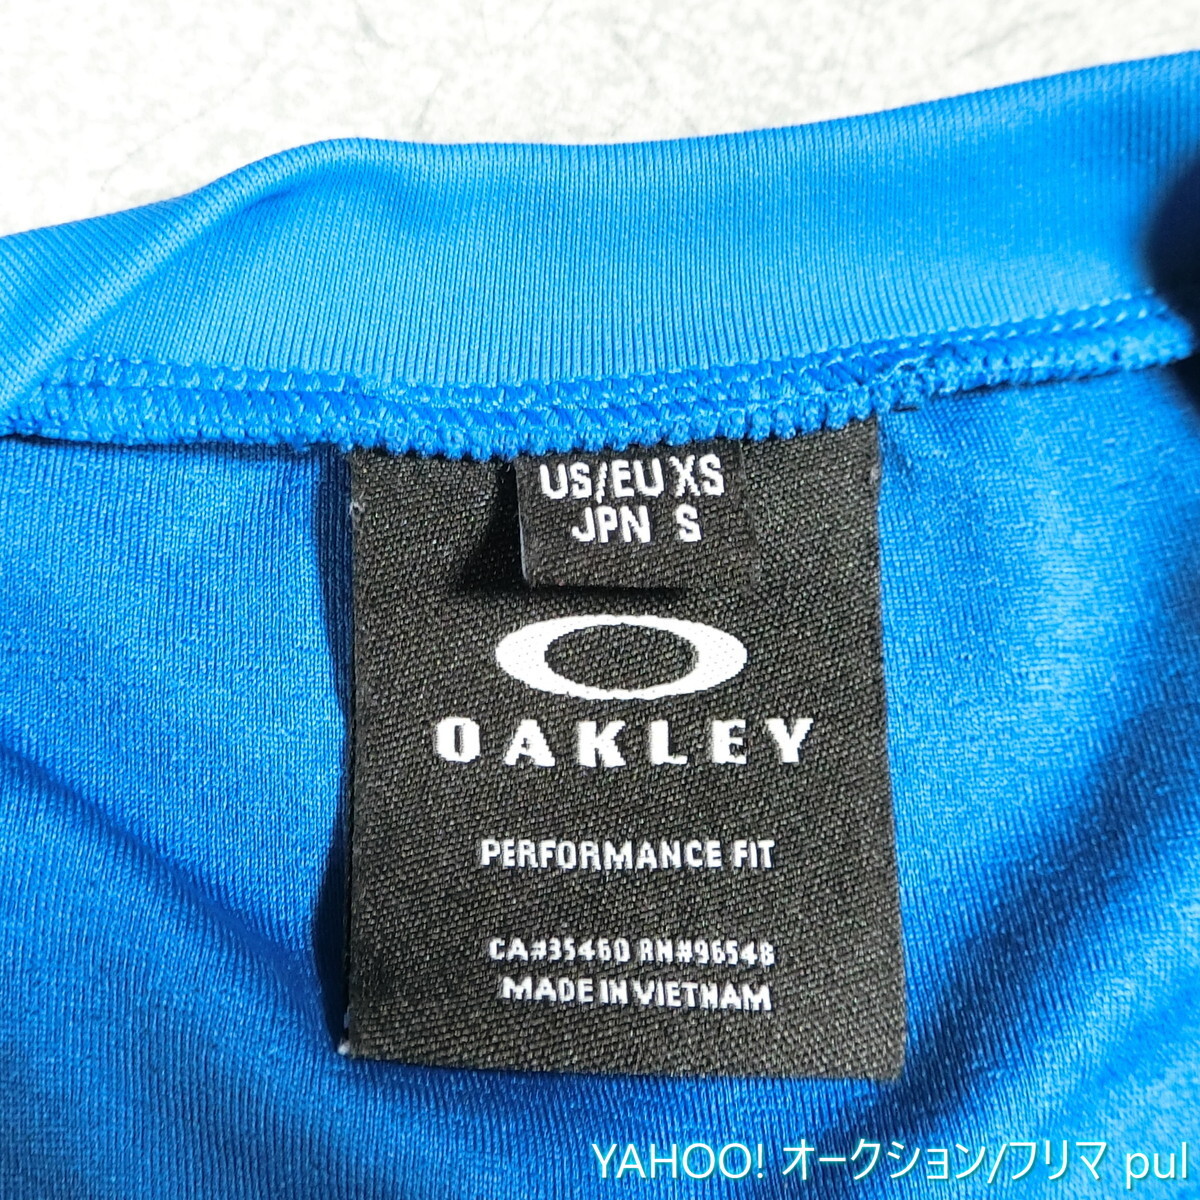 US/EU XS
JPN S
OAKLEY
PERFORMANCE FIT
CA#35460 RN#96548
MADE IN VIETNAM
YAHOO! オークション/フリマ pul